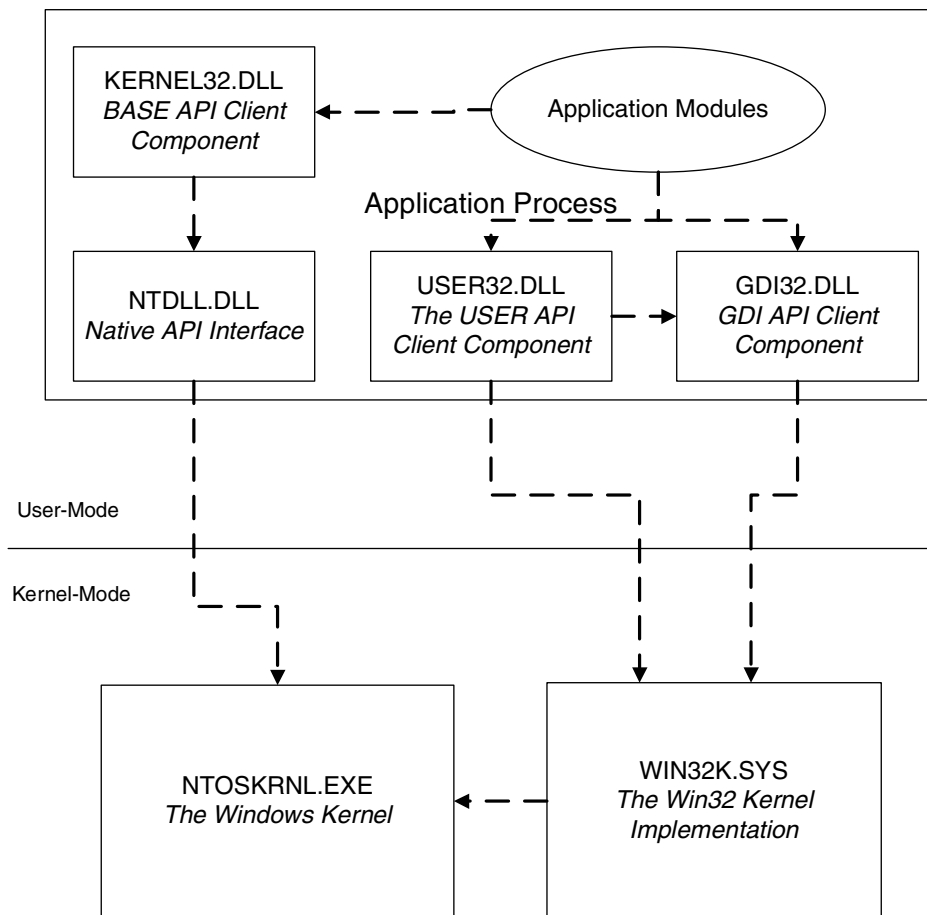 KERNEL32.DLL
BASE API Client
Component
Application Modules
Application Process
NTDLL.DLL
Native API Interface
USER32.DLL
The USER API
Client Component
GDI32.DLL
GDI API Client
Component
User-Mode
Kernel-Mode
NTOSKRNL.EXE
The Windows Kernel
WIN32K.SYS
The Win32 Kernel
Implementation